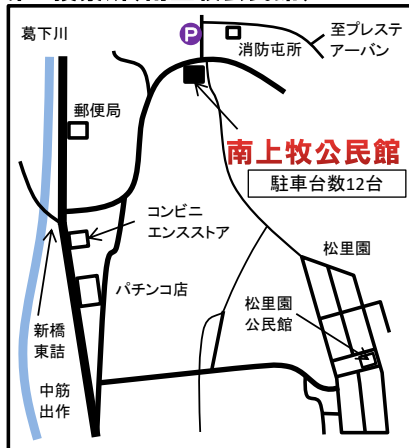 葛下川
P
消防屯所
至プレステ
アーバン
郵便局
南上牧公民館
駐車台数12台
コンビニ
エンスストア
松里園
パチンコ店
松里園
公民館
新橋
東詰
中筋
出作